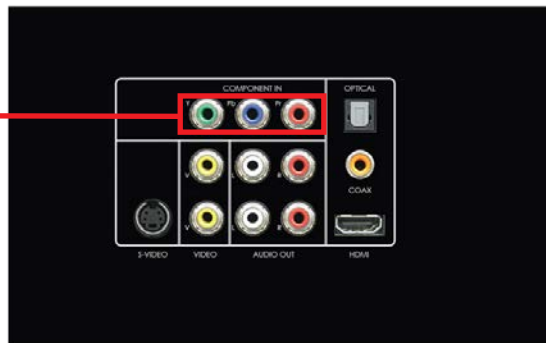 COMPONENT IN
OPTICAL
Y
Pb
Pr
V
L
R
COAX
V
L
R
S-VIDEO
VIDEO
AUDIO OUT
HDMI